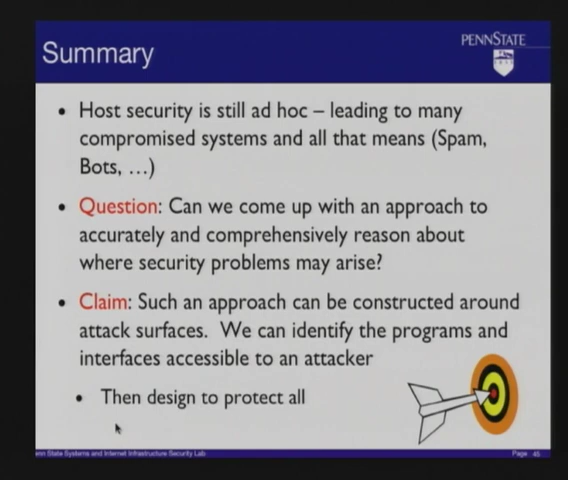 Summary
PENNSTATE
• Host security is still ad hoc – leading to many
compromised systems and all that means (Spam,
Bots, …)
• Question: Can we come up with an approach to
accurately and comprehensively reason about
where security problems may arise?
• Claim: Such an approach can be constructed around
attack surfaces. We can identify the programs and
interfaces accessible to an attacker
• Then design to protect all
enn State Systems and Internet Infrastructure Security Lab
Page 45